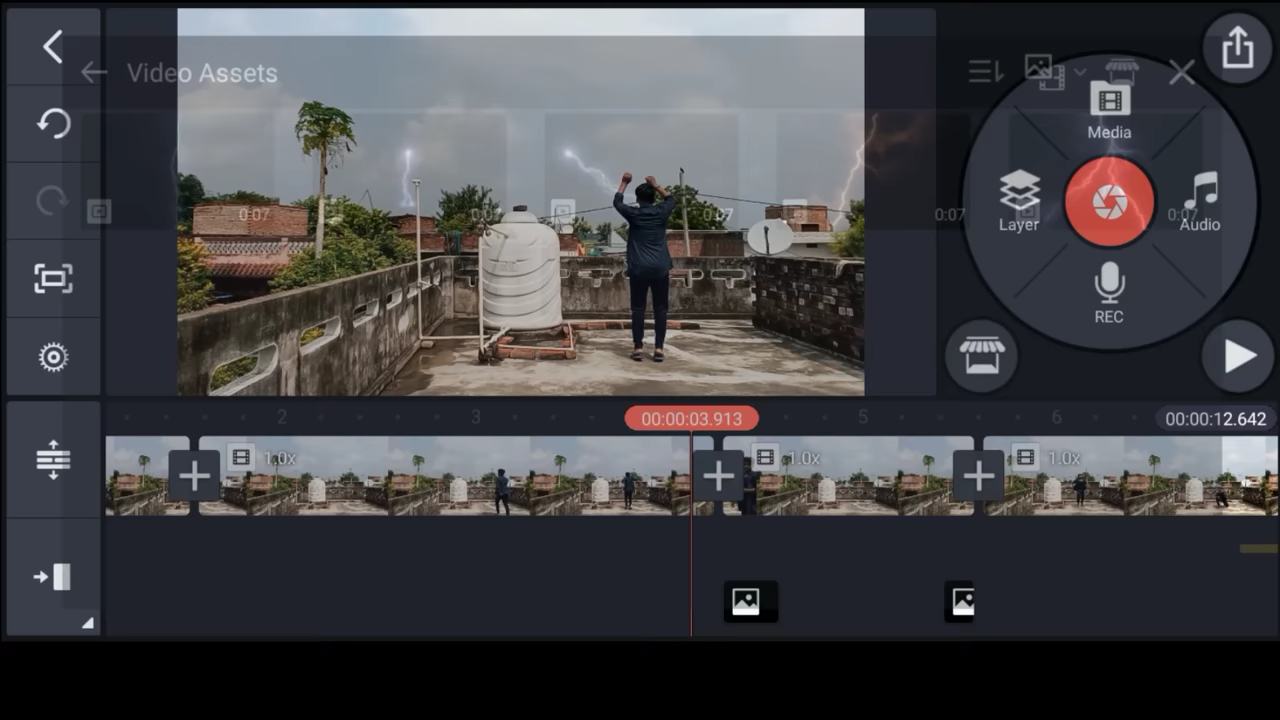 Video Assets
Media
Layer
Audio
REC
0:07
0:07
0:07
0:07
0:07
2
3
00:00:03.913
5
6
00:00:12.642
1.0x
1.0x
1.0x